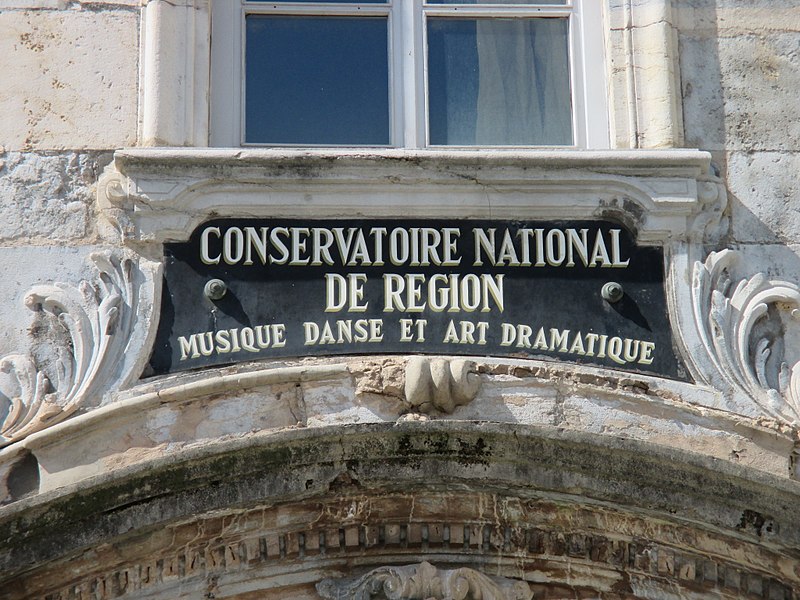 CONSERVATOIRE NATIONAL
DE REGION
MUSIQUE DANSE ET ART DRAMATIQUE